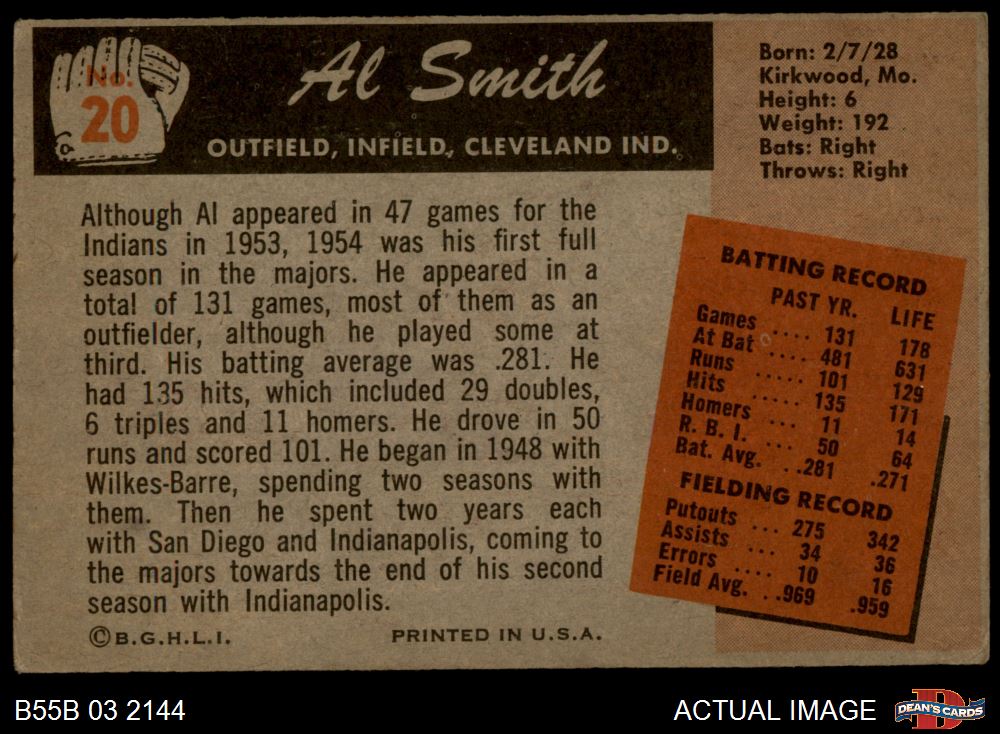 No.
20
Al Smith
OUTFIELD, INFIELD, CLEVELAND IND.
Born: 2/7/28
Kirkwood, Mo.
Height: 6
Weight: 192
Bats: Right
Throws: Right
Although Al appeared in 47 games for the
Indians in 1953, 1954 was his first full
season in the majors. He appeared in a
total of 131 games, most of them as an
outfielder, although he played some at
third. His batting average was .281. He
had 135 hits, which included 29 doubles,
6 triples and 11 homers. He drove in 50
runs and scored 101. He began in 1948 with
Wilkes-Barre, spending two seasons with
them. Then he spent two years each
with San Diego and Indianapolis, coming to
the majors towards the end of his second
season with Indianapolis.
©B.G.H.L.I. PRINTED IN U.S.A.
BATTING RECORD
PAST YR. LIFE
Games .... 131 178
At Bat .... 481 631
Runs ..... 101 129
Hits ..... 135 171
Homers ... 11 14
R. B. I. ... 50 64
Bat. Avg. ..281 .271
FIELDING RECORD
Putouts ... 275 342
Assists ... 34 36
Errors .... 10 16
Field Avg. ..969 .959
B55B 03 2144
ACTUAL IMAGE
DEAN'S CARDS